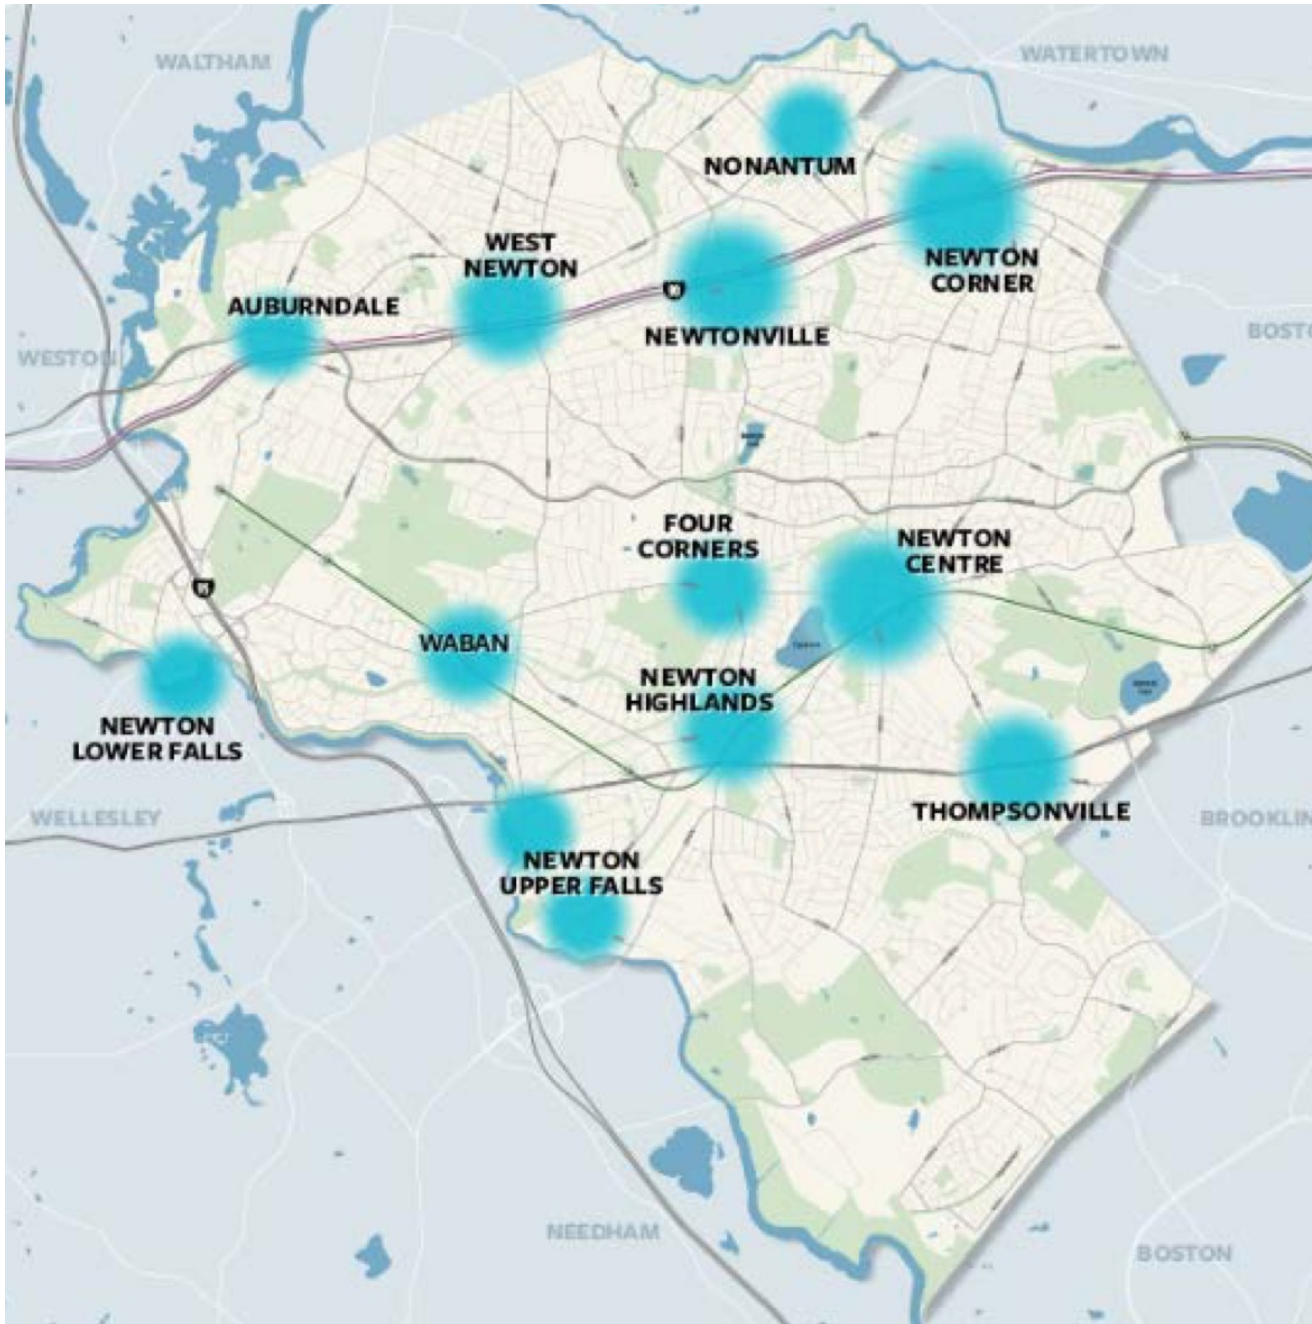 WALTHAM
WATERTOWN
NONANTUM
WEST
NEWTON
NEWTON
CORNER
AUBURNDALE
NEWTONVILLE
WESTON
BOSTO
FOUR
CORNERS
NEWTON
CENTRE
WABAN
NEWTON
HIGHLANDS
NEWTON
LOWER FALLS
THOMPSONVILLE
WELLESLEY
BROOKLIN
NEWTON
UPPER FALLS
NEEDHAM
BOSTON